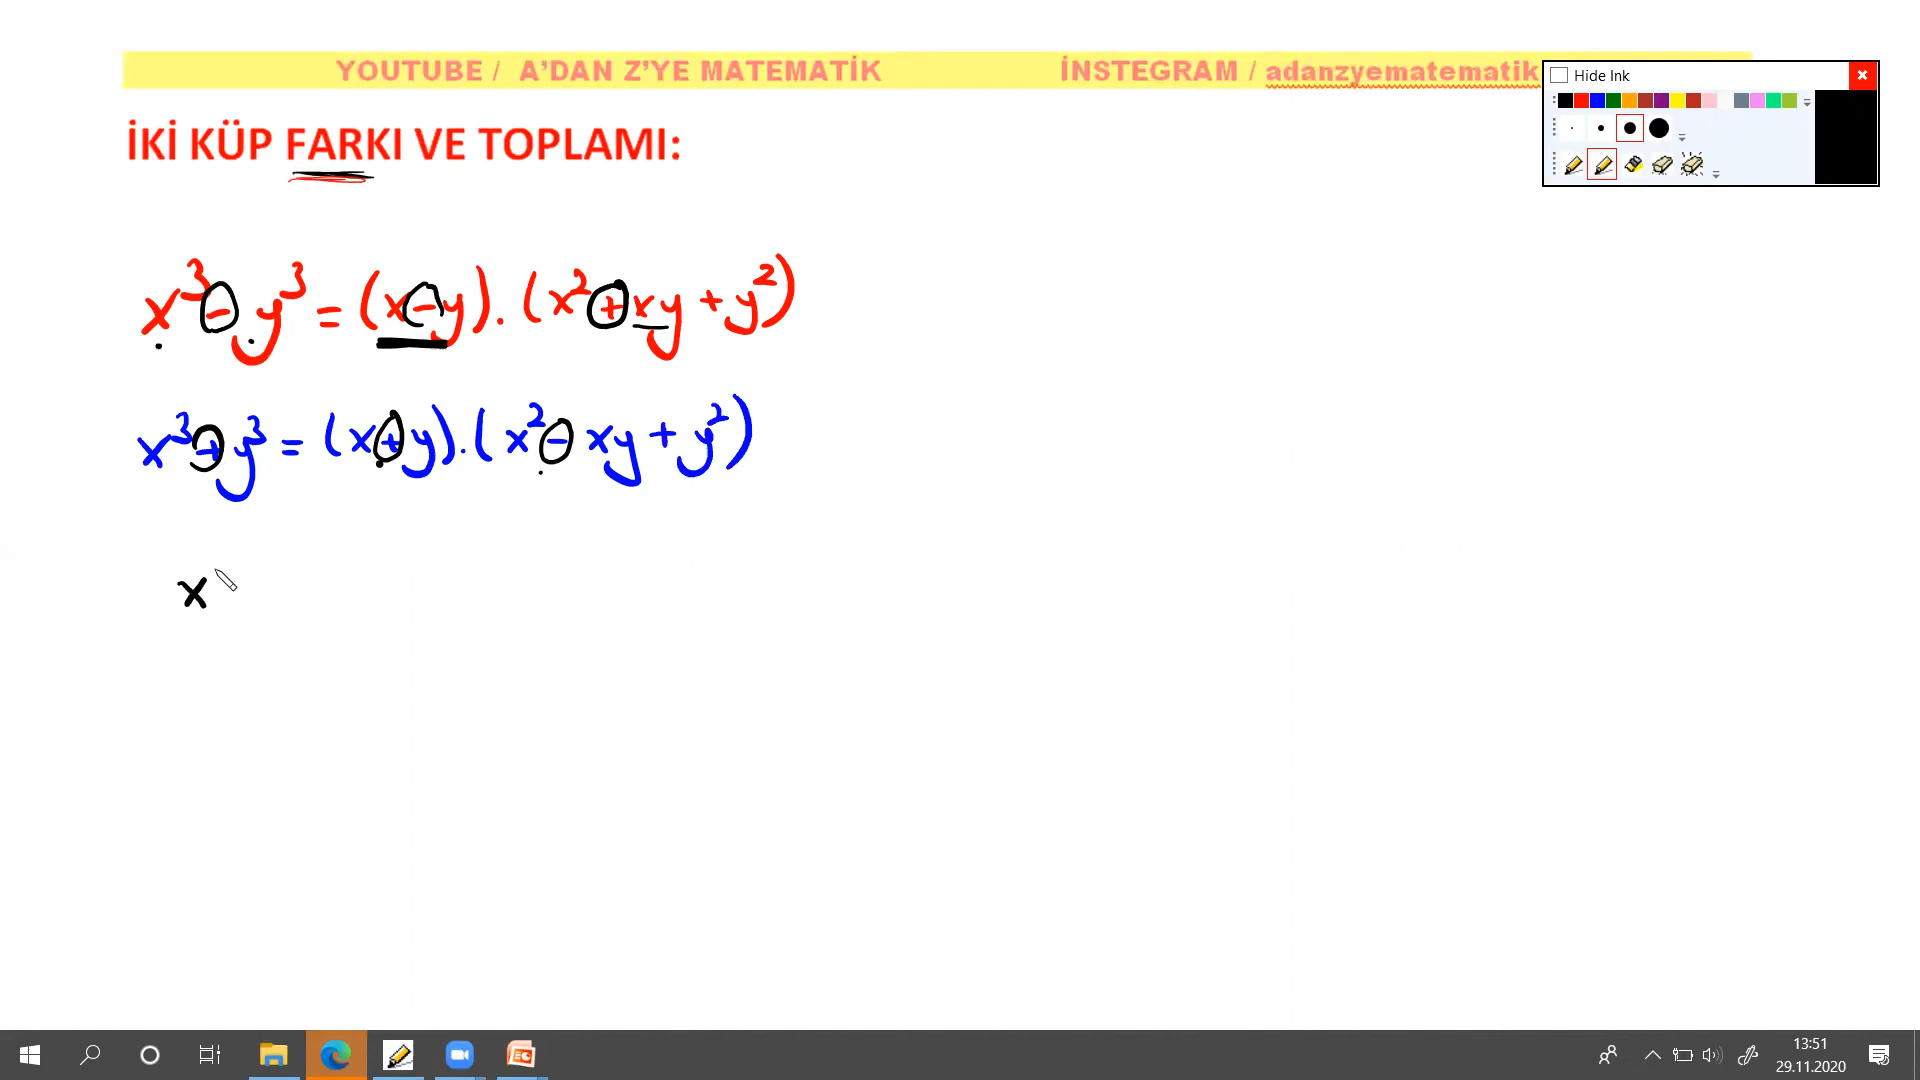 YOUTUBE / A'DAN Z'YE MATEMATİK İNSTEGRAM / adanzyematematik
Hide Ink
İKİ KÜP FARKI VE TOPLAMI:
x³ - y³ = (x - y) . (x² + xy + y²)
x³ + y³ = (x + y) . (x² - xy + y²)
x
13:51
29.11.2020